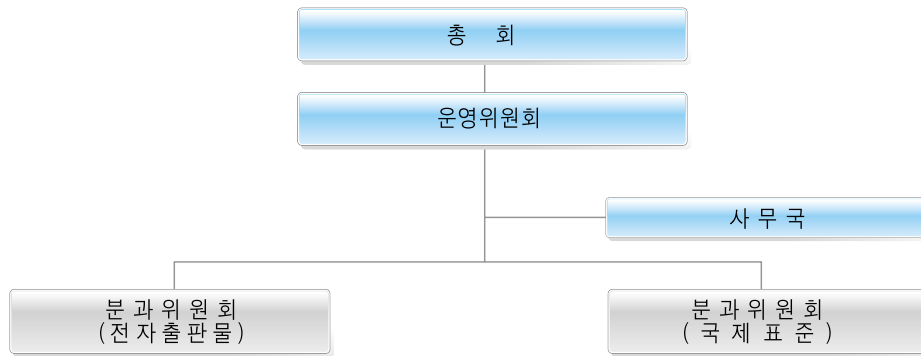 총 회
운영위원회
사 무 국
분 과 위 원 회
(전 자 출 판 물)
분 과 위 원 회
( 국 제 표 준 )